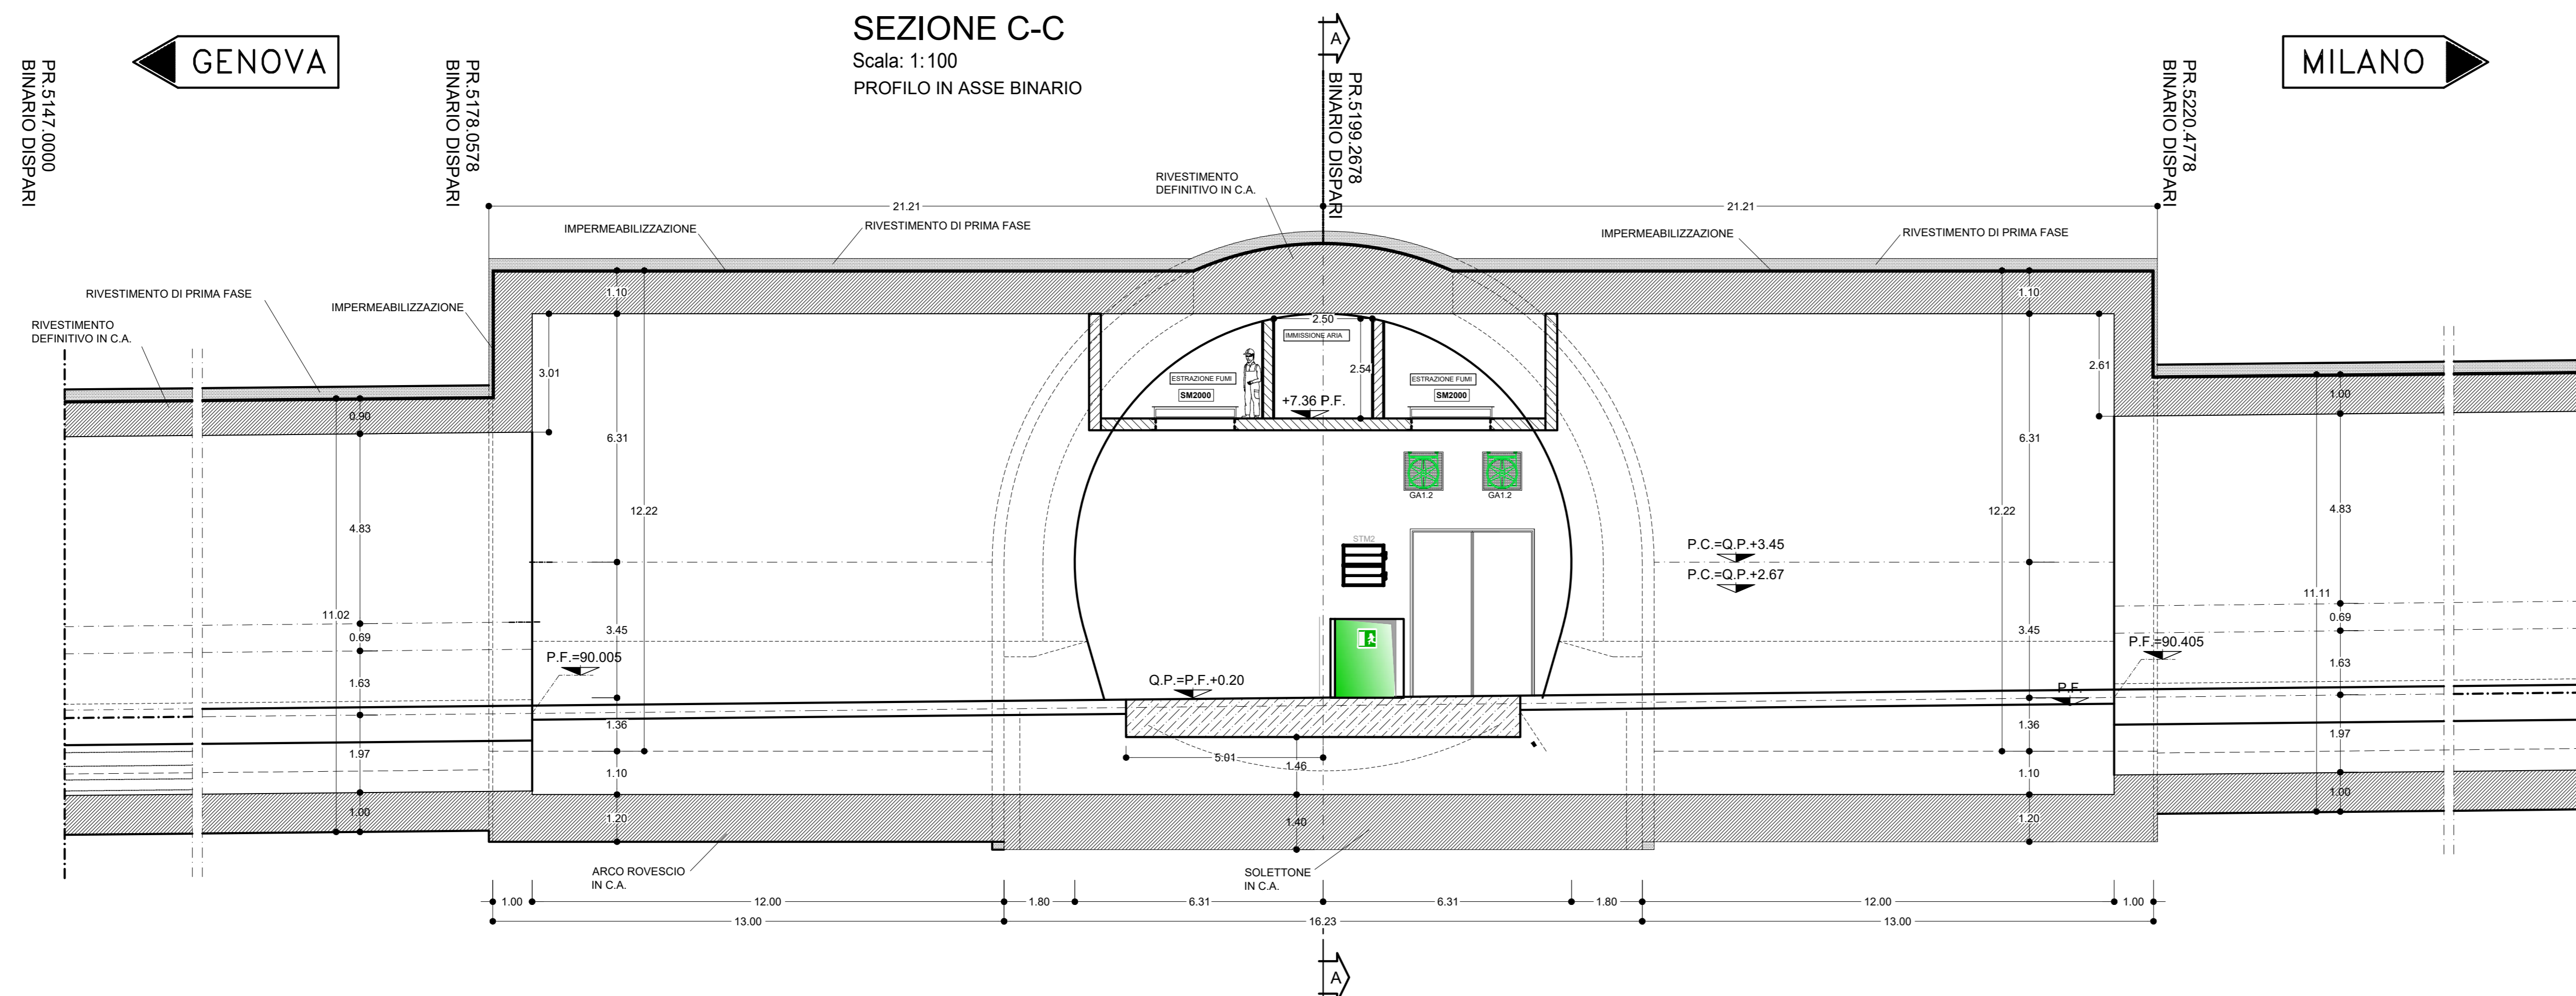 SEZIONE C-C
Scala: 1:100
PROFILO IN ASSE BINARIO
GENOVA
MILANO
A
PR.5147.0000
BINARIO DISPARI
PR.5178.0578
BINARIO DISPARI
PR.5199.2678
BINARIO DISPARI
PR.5220.4778
BINARIO DISPARI
RIVESTIMENTO
DEFINITIVO IN C.A.
21.21
21.21
IMPERMEABILIZZAZIONE
RIVESTIMENTO DI PRIMA FASE
IMPERMEABILIZZAZIONE
RIVESTIMENTO DI PRIMA FASE
RIVESTIMENTO DI PRIMA FASE
IMPERMEABILIZZAZIONE
RIVESTIMENTO
DEFINITIVO IN C.A.
1.10
1.10
2.50
IMMISSIONE ARIA
3.01
2.54
2.61
ESTRAZIONE FUMI
SM2000
ESTRAZIONE FUMI
SM2000
+7.36 P.F.
0.90
1.00
6.31
6.31
GA1.2
GA1.2
4.83
12.22
12.22
4.83
STM2
P.C.=Q.P.+3.45
P.C.=Q.P.+2.67
11.02
11.11
0.69
3.45
3.45
0.69
P.F.=90.005
P.F.=90.405
1.63
1.63
Q.P.=P.F.+0.20
P.F.
1.36
1.36
1.97
1.97
5.01
1.46
1.10
1.10
1.00
1.00
1.20
1.40
1.20
ARCO ROVESCIO
IN C.A.
SOLETTONE
IN C.A.
1.00
12.00
1.80
6.31
6.31
1.80
12.00
1.00
13.00
16.23
13.00
A